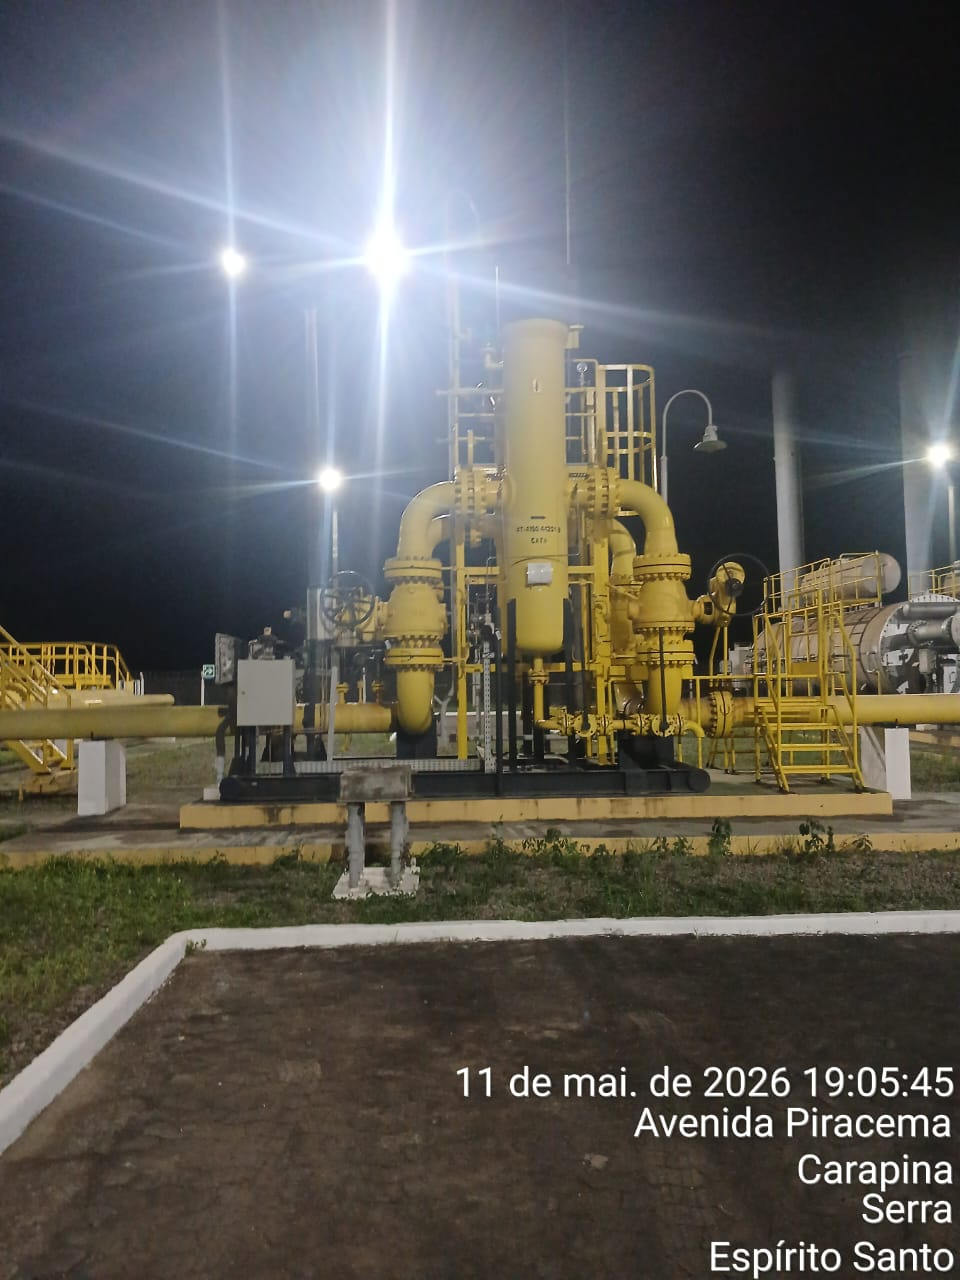 11 de mai. de 2026 19:05:45
Avenida Piracema
Carapina
Serra
Espírito Santo